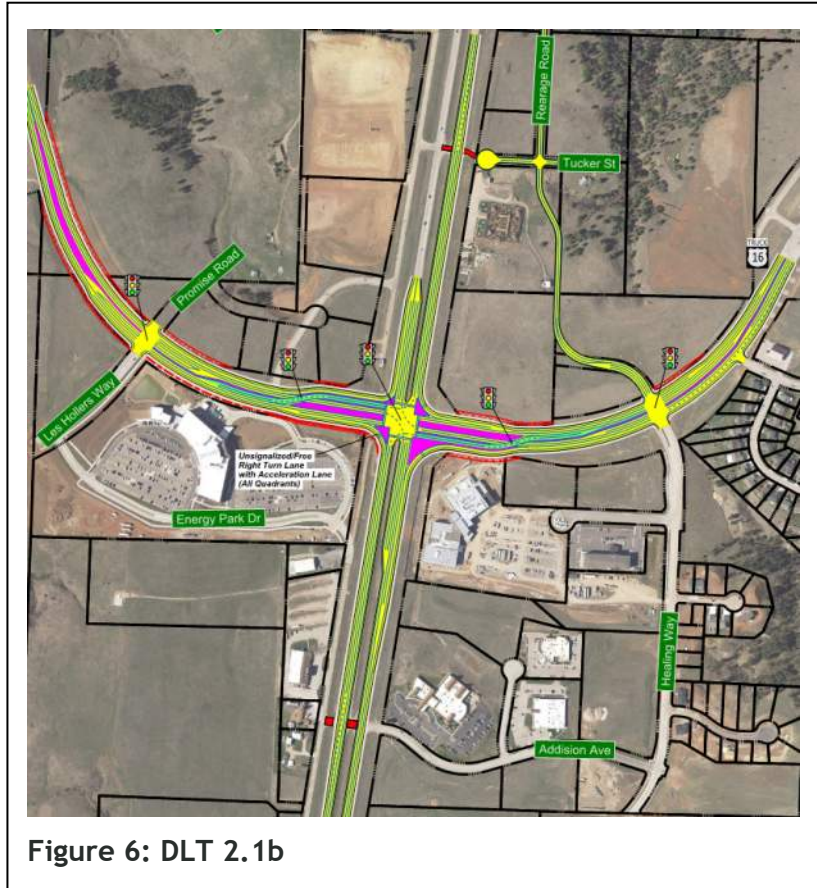 Rearage Road
Tucker St
TRUCK
16
Promise Road
Les Hollers Way
Unsignalized/Free
Right Turn Lane
with Acceleration Lane
(All Quadrants)
Energy Park Dr
Healing Way
Addision Ave
Figure 6: DLT 2.1b